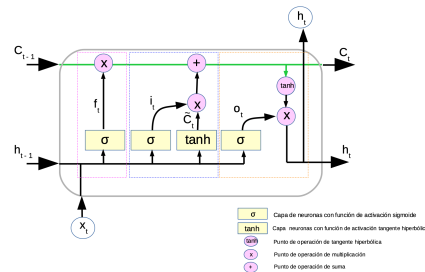 h t
C t-1
x
+
C t
tanh
f t
i t
x
C̃ t
o t
x
σ
σ
tanh
σ
h t-1
h t
x t
σ Capa de neuronas con función de activación sigmoide
tanh Capa neuronas con función de activación tangente hiperbólic
tanh Punto de operación de tangente hiperbólica
x Punto de operación de multiplicación
+ Punto de operación de suma